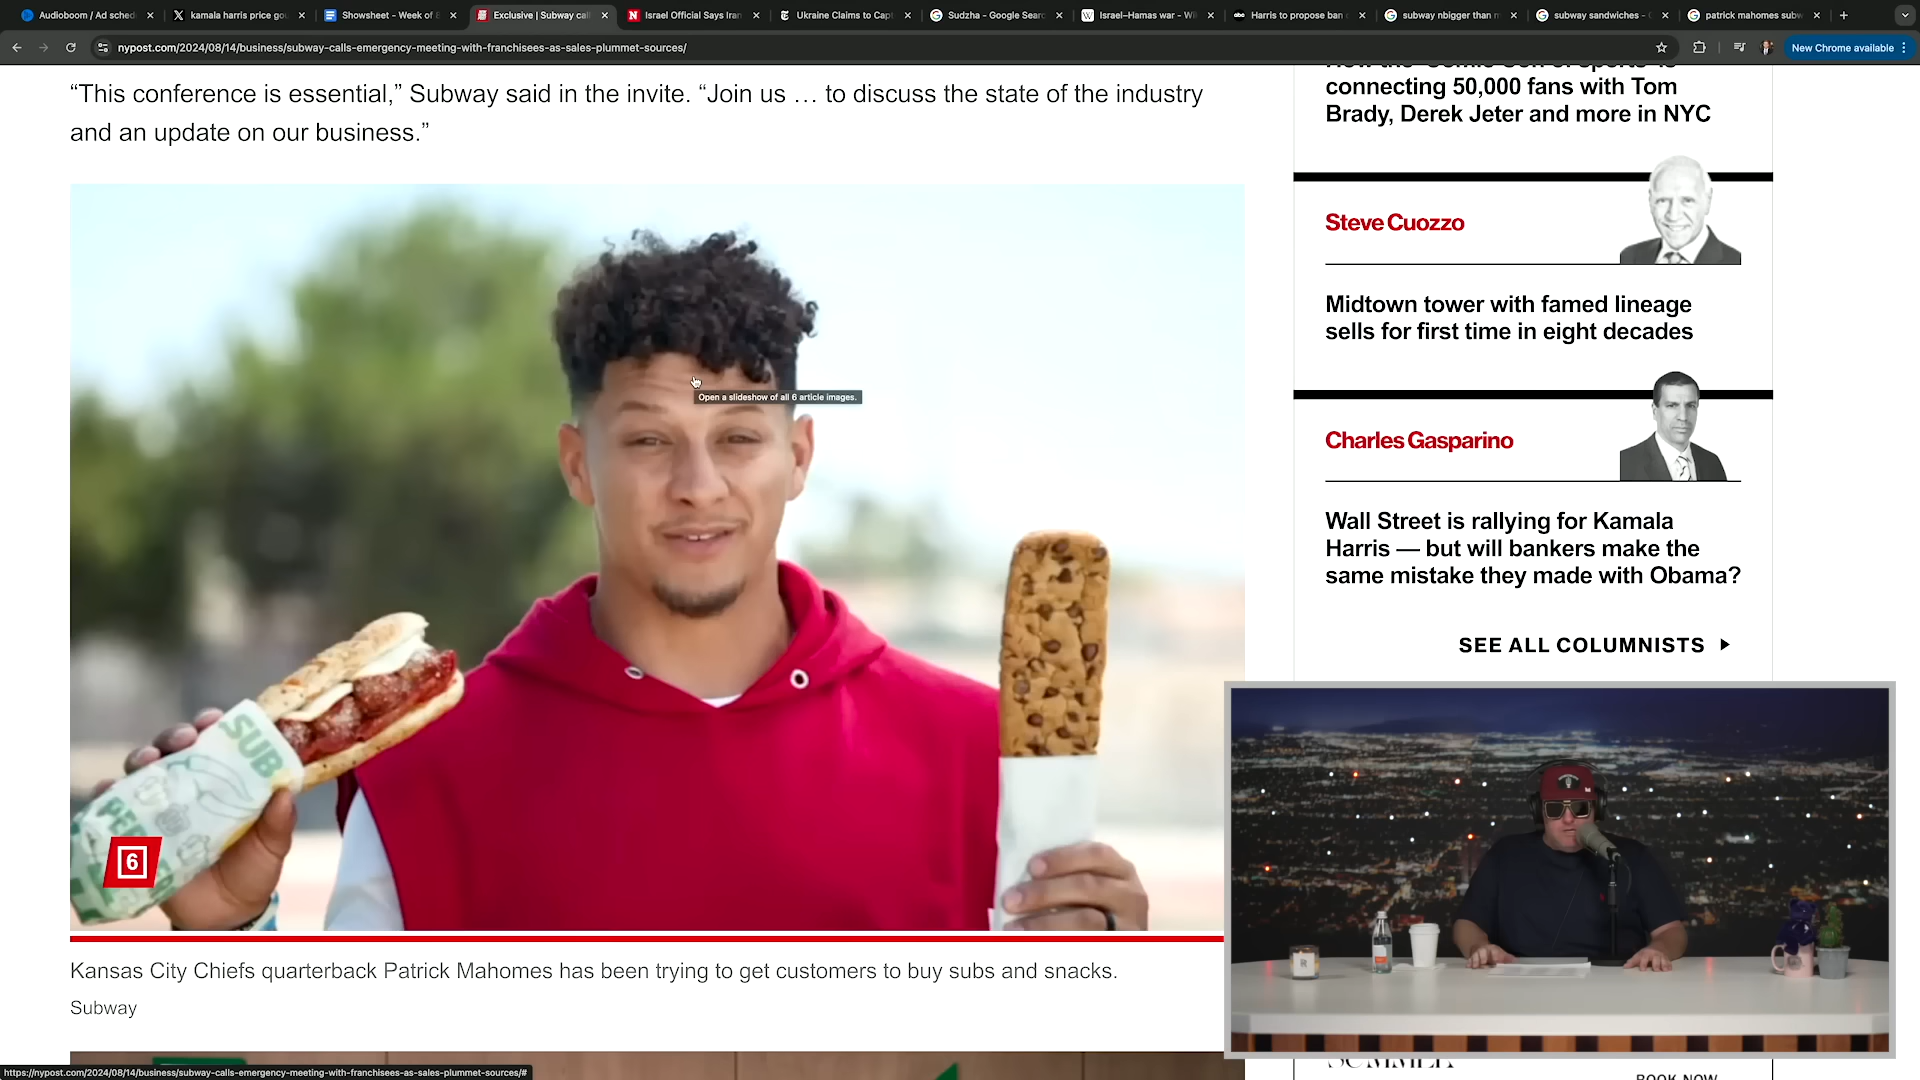 Audioboom / Ad sched
kamala harris price gou
Showsheet - Week of 8
Exclusive | Subway call
Israel Official Says Iran
Ukraine Claims to Capt
Sudzha - Google Searc
Israel–Hamas war - Wi
Harris to propose ban
subway nbigger than m
subway sandwiches -
patrick mahomes subw
nypost.com/2024/08/14/business/subway-calls-emergency-meeting-with-franchisees-as-sales-plummet-sources/
New Chrome available
“This conference is essential,” Subway said in the invite. “Join us … to discuss the state of the industry
and an update on our business.”
connecting 50,000 fans with Tom
Brady, Derek Jeter and more in NYC
Steve Cuozzo
Midtown tower with famed lineage
sells for first time in eight decades
Open a slideshow of all 6 article images.
Charles Gasparino
Wall Street is rallying for Kamala
Harris — but will bankers make the
same mistake they made with Obama?
SEE ALL COLUMNISTS
SUB
6
Kansas City Chiefs quarterback Patrick Mahomes has been trying to get customers to buy subs and snacks.
Subway
R
https://nypost.com/2024/08/14/business/subway-calls-emergency-meeting-with-franchisees-as-sales-plummet-sources/#
BOOK NOW